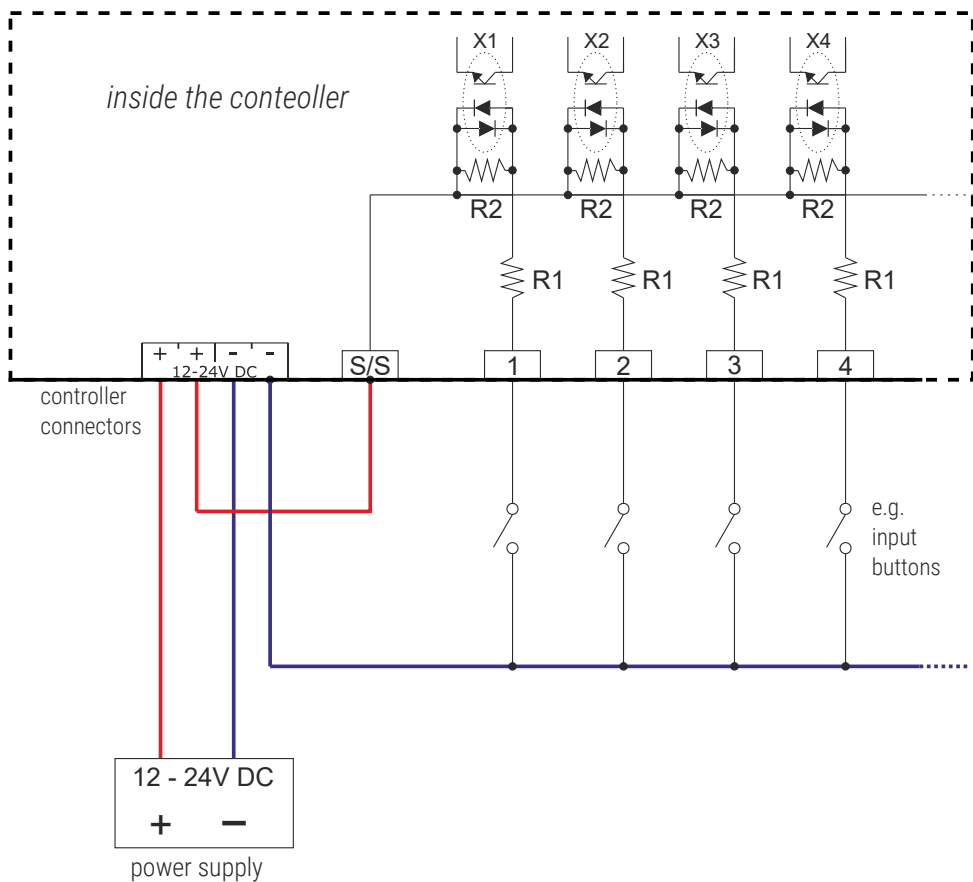 X1 X2 X3 X4
inside the conteoller
R2 R2 R2 R2
R1 R1 R1 R1
+ + - -
12-24V DC
S/S 1 2 3 4
controller
connectors
e.g.
input
buttons
12 - 24V DC
+ −
power supply